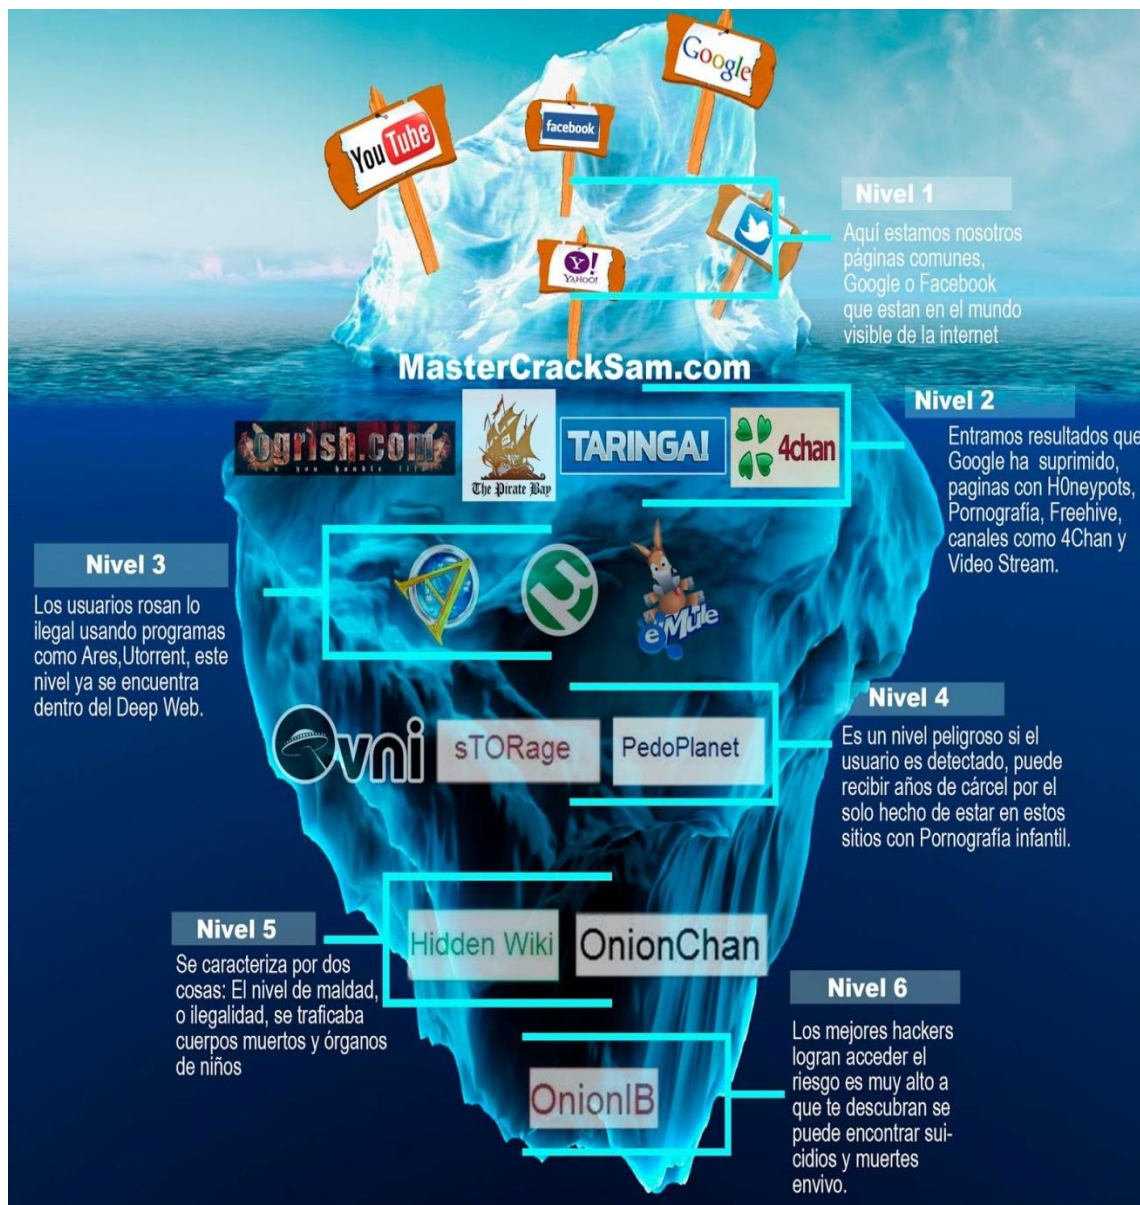 Google
YouTube
facebook
YAHOO!
Nivel 1
Aquí estamos nosotros
páginas comunes,
Google o Facebook
que estan en el mundo
visible de la internet
MasterCrackSam.com
ogrish.com
The Pirate Bay
TARINGA!
4chan
Nivel 2
Entramos resultados que
Google ha suprimido,
paginas con H0neypots,
Pornografía, Freehive,
canales como 4Chan y
Video Stream.
Nivel 3
Los usuarios rosan lo
ilegal usando programas
como Ares,Utorrent, este
nivel ya se encuentra
dentro del Deep Web.
µ
eMule
Nivel 4
Es un nivel peligroso si el
usuario es detectado, puede
recibir años de cárcel por el
solo hecho de estar en estos
sitios con Pornografía infantil.
Ovni
sTORage
PedoPlanet
Nivel 5
Se caracteriza por dos
cosas: El nivel de maldad,
o ilegalidad, se traficaba
cuerpos muertos y órganos
de niños
Hidden Wiki
OnionChan
Nivel 6
Los mejores hackers
logran acceder el
riesgo es muy alto a
que te descubran se
puede encontrar sui-
cidios y muertes
envivo.
OnionIB